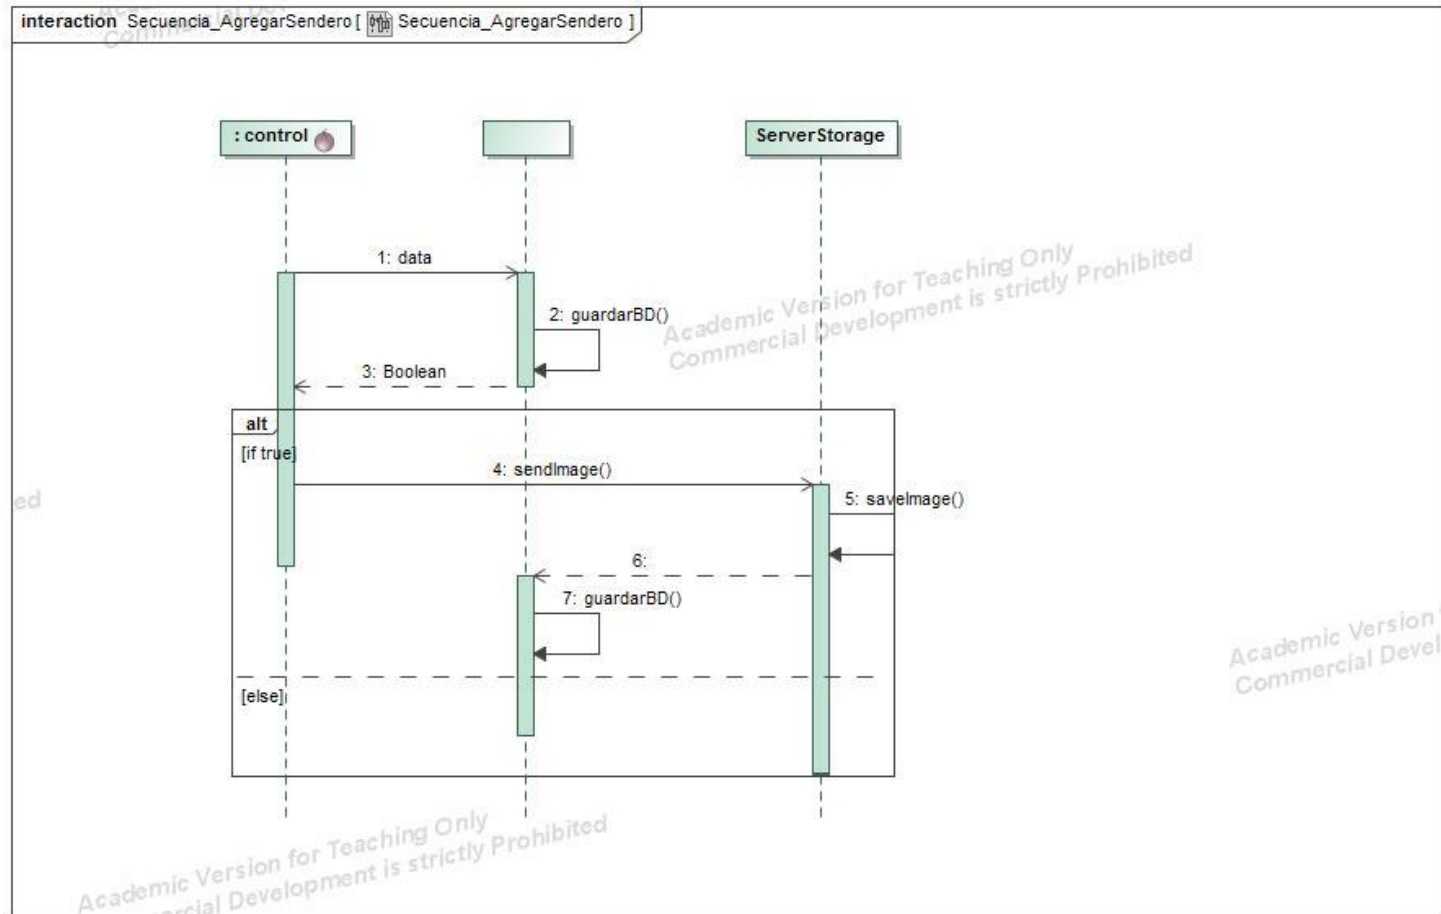 interaction Secuencia_AgregarSendero [ Secuencia_AgregarSendero ]
: control
ServerStorage
1: data
2: guardarBD()
3: Boolean
alt
[if true]
4: sendImage()
5: saveImage()
6:
7: guardarBD()
[else]
Academic Version for Teaching Only
Commercial Development is strictly Prohibited
ed
Academic Version
Commercial Devel
Academic Version for Teaching Only
Development is strictly Prohibited